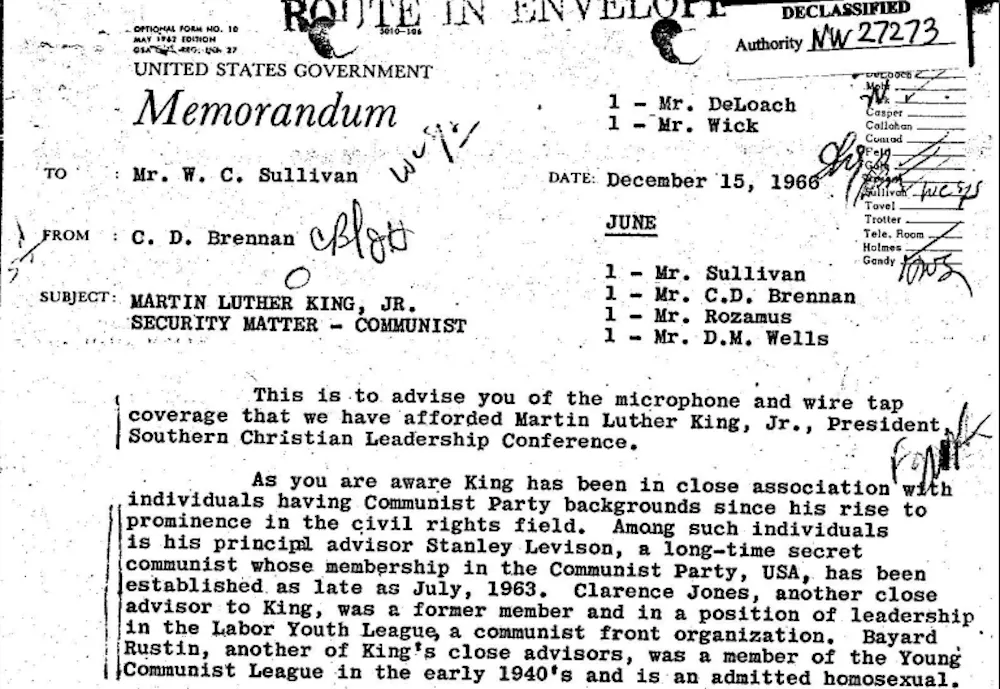 ROUTE IN ENVELOPE
OPTIONAL FORM NO. 10
MAY 1962 EDITION
5010-106
UNITED STATES GOVERNMENT
Memorandum
DECLASSIFIED
Authority NW 27273
1 - Mr. DeLoach
1 - Mr. Wick
TO : Mr. W. C. Sullivan
DATE: December 15, 1966
FROM : C. D. Brennan
JUNE
1 - Mr. Sullivan
1 - Mr. C.D. Brennan
1 - Mr. Rozamus
1 - Mr. D.M. Wells
SUBJECT: MARTIN LUTHER KING, JR.
SECURITY MATTER - COMMUNIST
DeLoach
Casper
Callahan
Conrad
Felt
Gale
Sullivan
Tavel
Trotter
Tele. Room
Holmes
Gandy
This is to advise you of the microphone and wire tap
coverage that we have afforded Martin Luther King, Jr., President,
Southern Christian Leadership Conference.
As you are aware King has been in close association with
individuals having Communist Party backgrounds since his rise to
prominence in the civil rights field. Among such individuals
is his principl advisor Stanley Levison, a long-time secret
communist whose membership in the Communist Party, USA, has been
established as late as July, 1963. Clarence Jones, another close
advisor to King, was a former member and in a position of leadership
in the Labor Youth League, a communist front organization. Bayard
Rustin, another of King's close advisors, was a member of the Young
Communist League in the early 1940's and is an admitted homosexual.